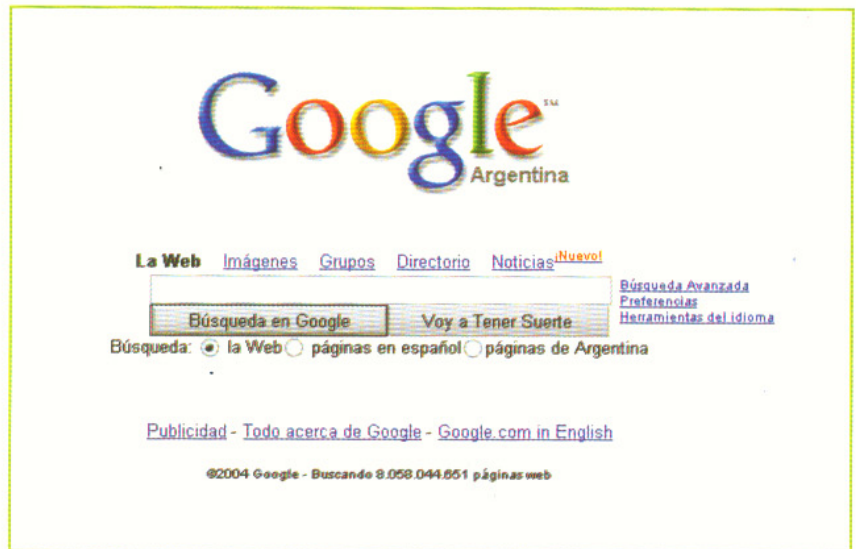 Google SM
Argentina
La Web Imágenes Grupos Directorio Noticias ¡Nuevo!
Búsqueda Avanzada
Preferencias
Herramientas del idioma
Búsqueda en Google Voy a Tener Suerte
Búsqueda: la Web páginas en español páginas de Argentina
Publicidad - Todo acerca de Google - Google.com in English
©2004 Google - Buscando 8.058.044.651 páginas web